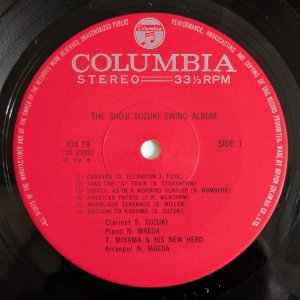 Columbia
COLUMBIA
STEREO 33⅓ RPM
THE SHOJI SUZUKI SWING ALBUM
JDX 78
SIDE 1
1) CARAVAN (D. ELLINGTON J. TIZOL)
2) TAKE THE "A" TRAIN (B. STRAYHORN)
3) SOFTLY, AS IN A MORNING SUNRISE (S. ROMBERG)
4) AMERICAN PATROL (F.W. MEACHAM)
5) MOONLIGHT SERENADE (G. MILLER)
6) MATSURI TO KODOMO (S. SUZUKI)
Clarinet S. SUZUKI
Piano N. MAEDA
T. MIYAMA & HIS NEW HERD
Arranger N. MAEDA